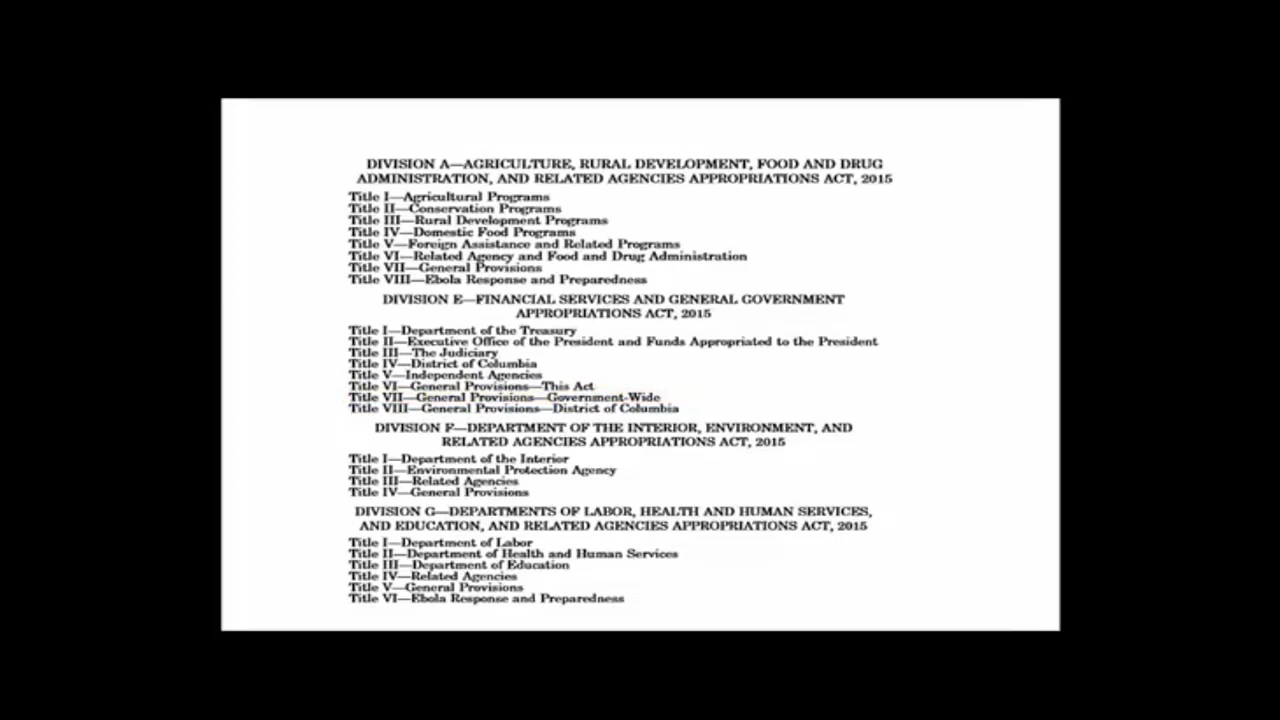 DIVISION A—AGRICULTURE, RURAL DEVELOPMENT, FOOD AND DRUG
ADMINISTRATION, AND RELATED AGENCIES APPROPRIATIONS ACT, 2015
Title I—Agricultural Programs
Title II—Conservation Programs
Title III—Rural Development Programs
Title IV—Domestic Food Programs
Title V—Foreign Assistance and Related Programs
Title VI—Related Agency and Food and Drug Administration
Title VII—General Provisions
Title VIII—Ebola Response and Preparedness
DIVISION E—FINANCIAL SERVICES AND GENERAL GOVERNMENT
APPROPRIATIONS ACT, 2015
Title I—Department of the Treasury
Title II—Executive Office of the President and Funds Appropriated to the President
Title III—The Judiciary
Title IV—District of Columbia
Title V—Independent Agencies
Title VI—General Provisions—This Act
Title VII—General Provisions—Government-Wide
Title VIII—General Provisions—District of Columbia
DIVISION F—DEPARTMENT OF THE INTERIOR, ENVIRONMENT, AND
RELATED AGENCIES APPROPRIATIONS ACT, 2015
Title I—Department of the Interior
Title II—Environmental Protection Agency
Title III—Related Agencies
Title IV—General Provisions
DIVISION G—DEPARTMENTS OF LABOR, HEALTH AND HUMAN SERVICES,
AND EDUCATION, AND RELATED AGENCIES APPROPRIATIONS ACT, 2015
Title I—Department of Labor
Title II—Department of Health and Human Services
Title III—Department of Education
Title IV—Related Agencies
Title V—General Provisions
Title VI—Ebola Response and Preparedness